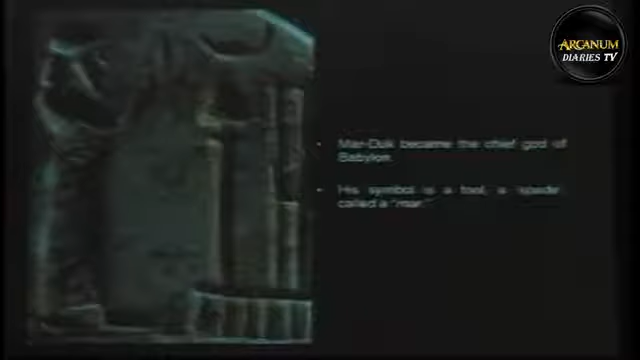 ARCANUM
DIARIES TV
Mar-Duk became the chief god of
Babylon.
His symbol is a tool, a 'spade',
called a "mar."